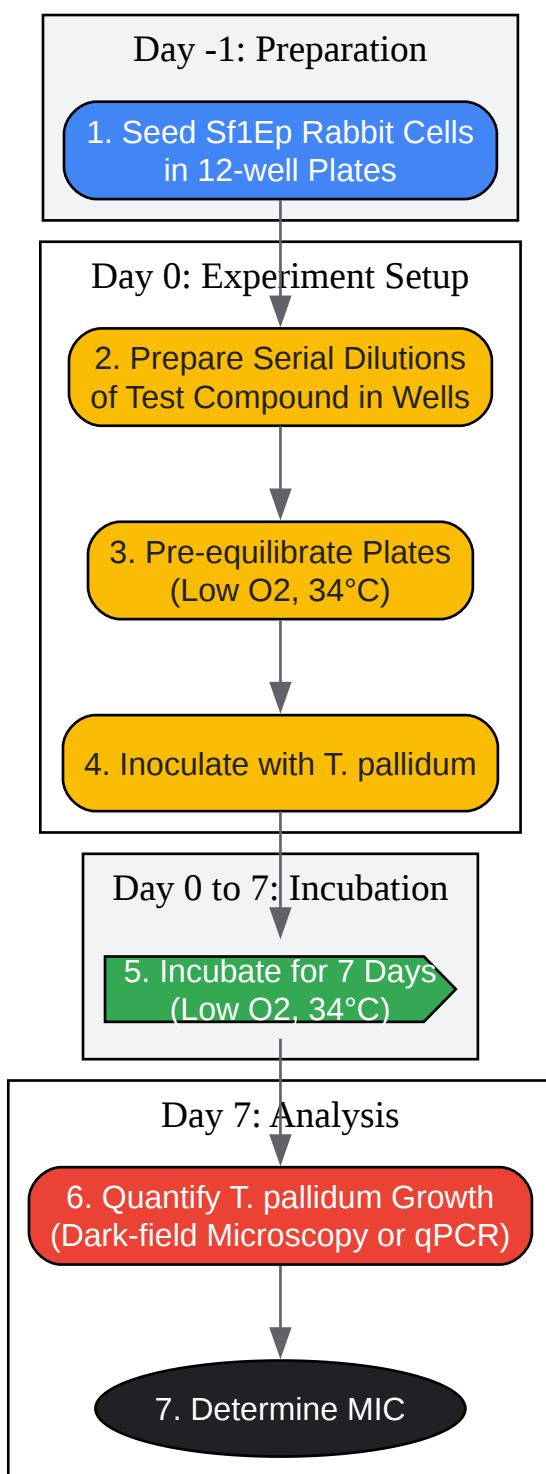 Day -1: Preparation
1. Seed Sf1Ep Rabbit Cells
in 12-well Plates
Day 0: Experiment Setup
2. Prepare Serial Dilutions
of Test Compound in Wells
3. Pre-equilibrate Plates
(Low O2, 34°C)
4. Inoculate with T. pallidum
Day 0 to 7: Incubation
5. Incubate for 7 Days
(Low O2, 34°C)
Day 7: Analysis
6. Quantify T. pallidum Growth
(Dark-field Microscopy or qPCR)
7. Determine MIC